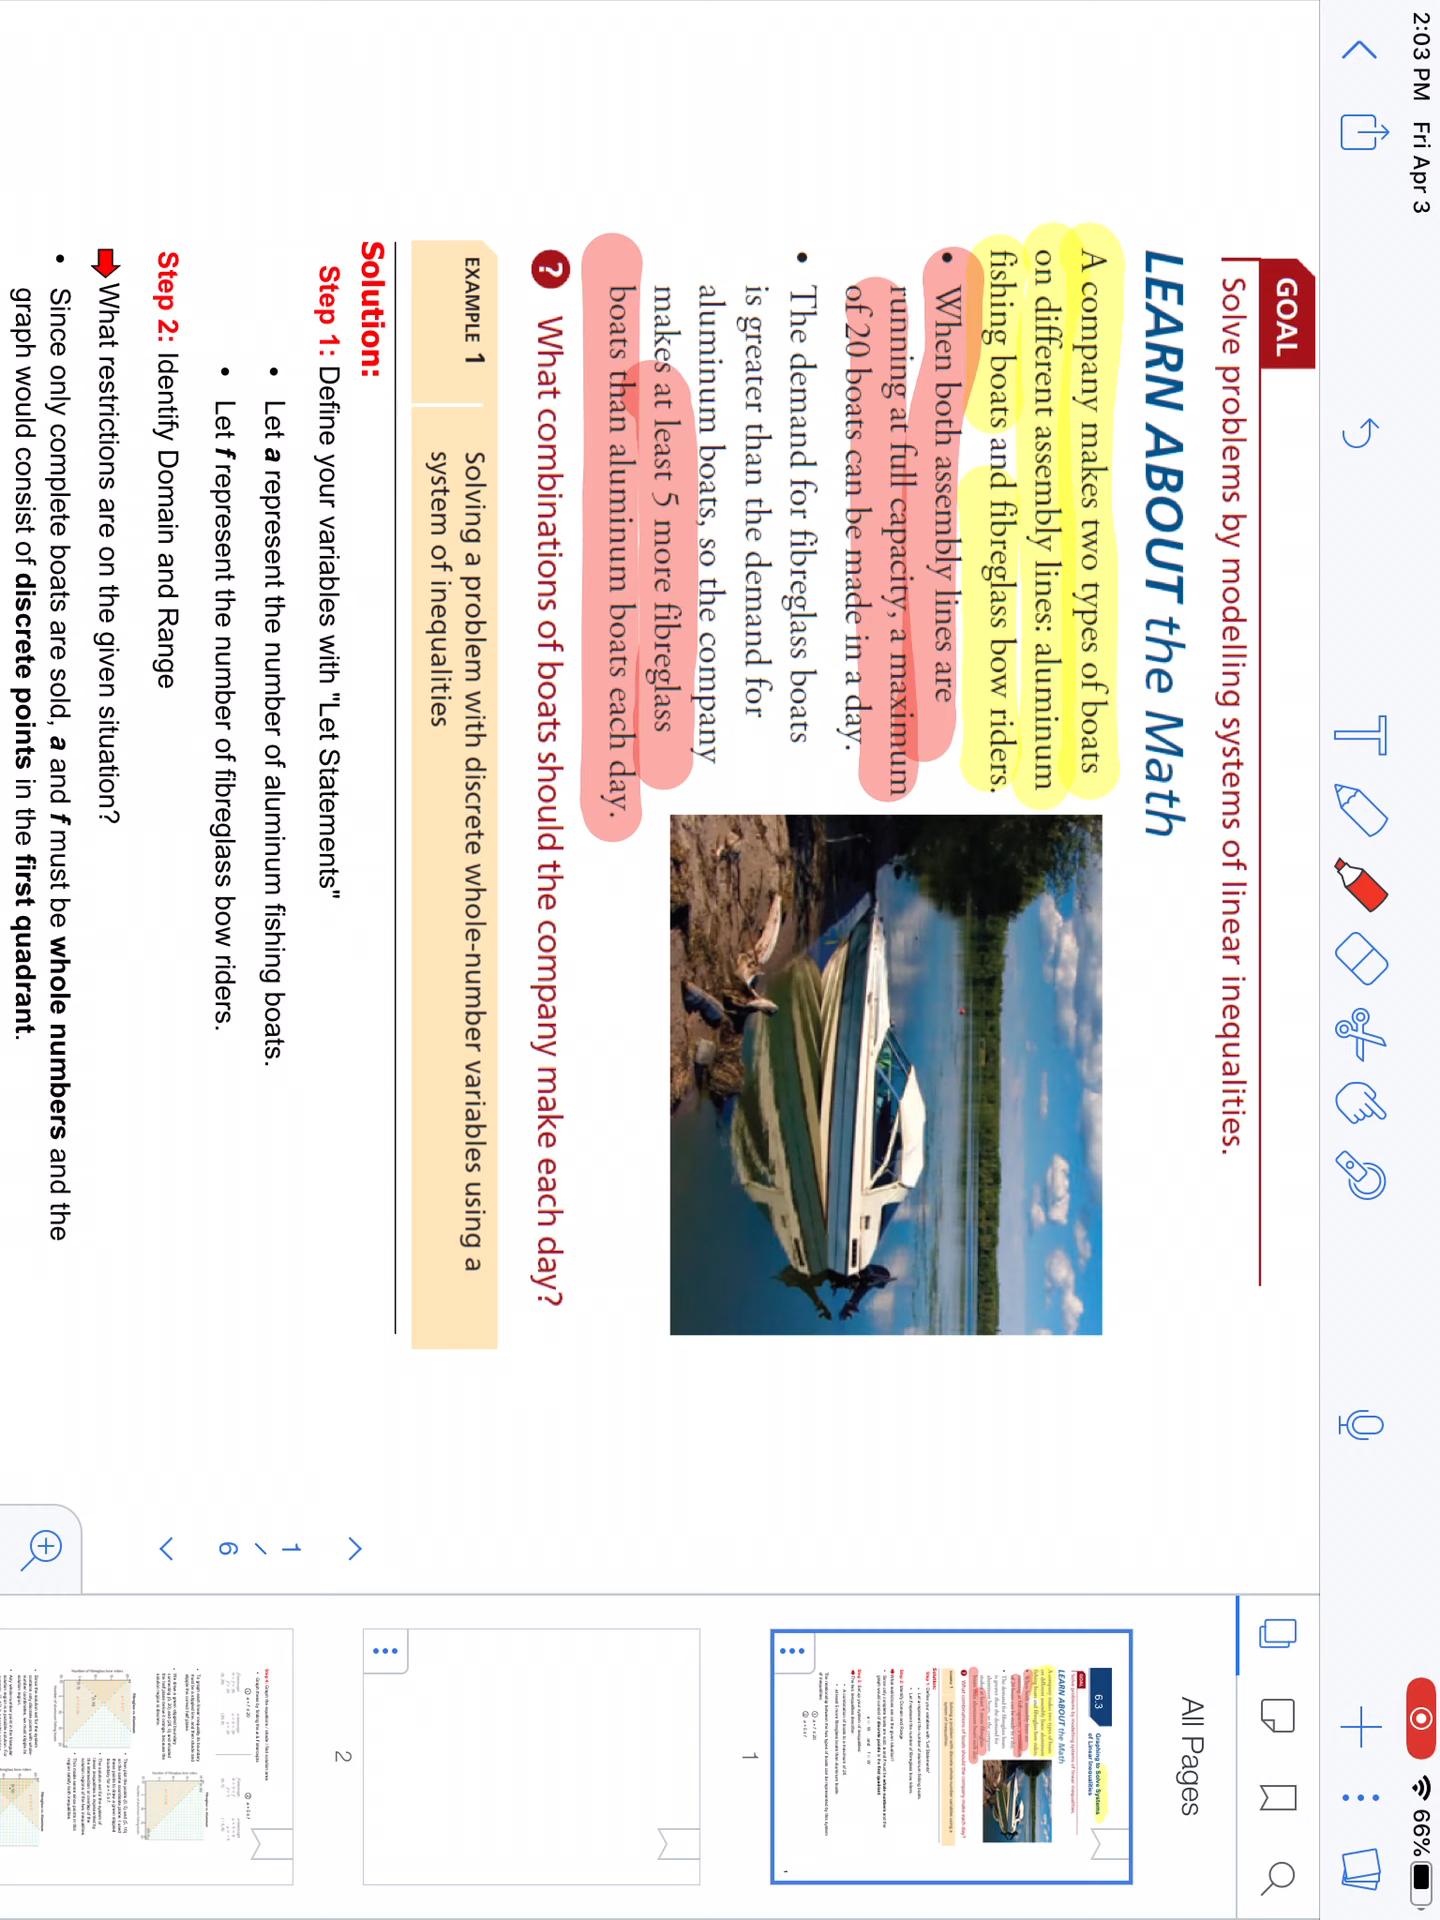 2:03 PM Fri Apr 3
66%
GOAL
Solve problems by modelling systems of linear inequalities.
LEARN ABOUT the Math
A company makes two types of boats
on different assembly lines: aluminum
fishing boats and fibreglass bow riders.
• When both assembly lines are
running at full capacity, a maximum
of 20 boats can be made in a day.
• The demand for fibreglass boats
is greater than the demand for
aluminum boats, so the company
makes at least 5 more fibreglass
boats than aluminum boats each day.
? What combinations of boats should the company make each day?
EXAMPLE 1
Solving a problem with discrete whole-number variables using a
system of inequalities
Solution:
Step 1: Define your variables with "Let Statements"
• Let a represent the number of aluminum fishing boats.
• Let f represent the number of fibreglass bow riders.
Step 2: Identify Domain and Range
What restrictions are on the given situation?
• Since only complete boats are sold, a and f must be whole numbers and the
graph would consist of discrete points in the first quadrant.
1 / 6
All Pages
6.3
Graphing to Solve Systems
of Linear Inequalities
1
2